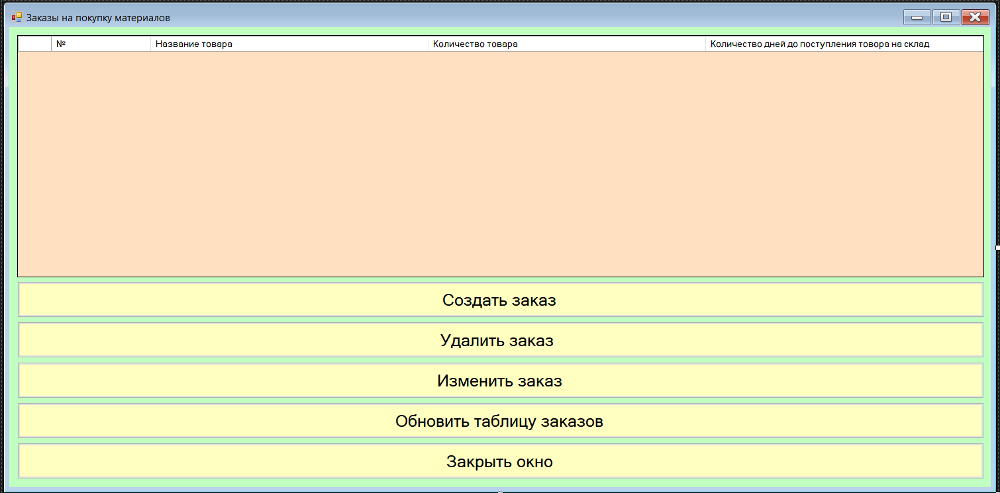 Заказы на покупку материалов
№ Название товара Количество товара Количество дней до поступления товора на склад
Создать заказ
Удалить заказ
Изменить заказ
Обновить таблицу заказов
Закрыть окно